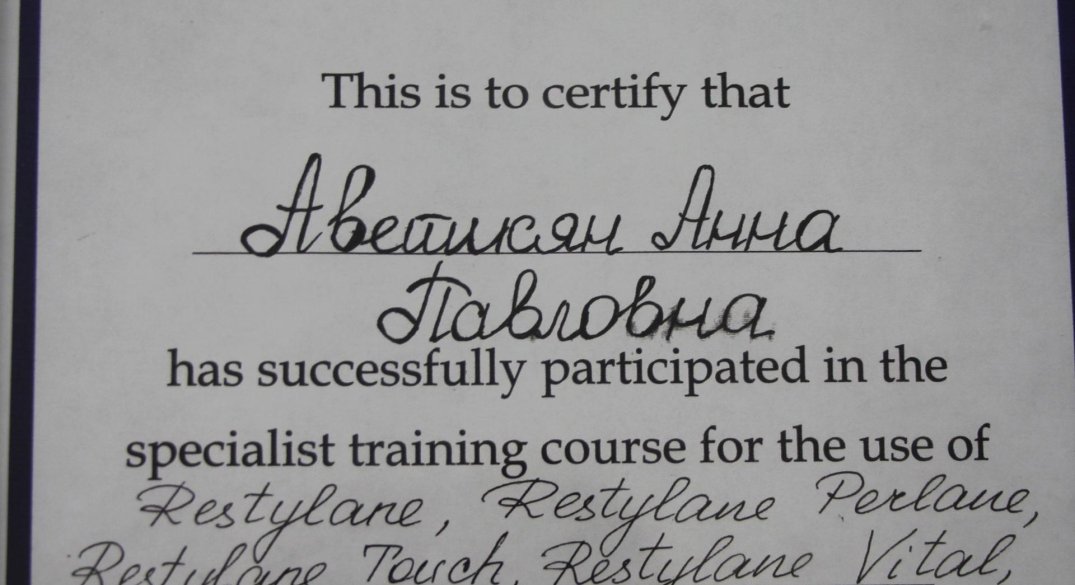 This is to certify that
Аветисян Анна
Павловна
has successfully participated in the
specialist training course for the use of
Restylane, Restylane Perlane,
Restylane Touch, Restylane Vital,